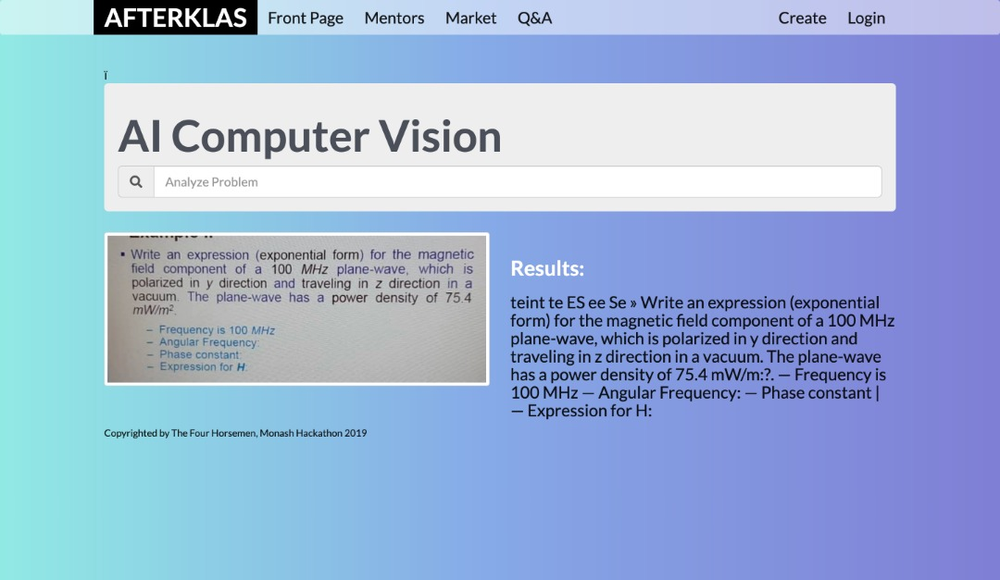 AFTERKLAS Front Page Mentors Market Q&A Create Login
ï
AI Computer Vision
Analyze Problem
▪ Write an expression (exponential form) for the magnetic
field component of a 100 MHz plane-wave, which is
polarized in y direction and traveling in z direction in a
vacuum. The plane-wave has a power density of 75.4
mW/m².
– Frequency is 100 MHz
– Angular Frequency:
– Phase constant:
– Expression for H:
Results:
teint te ES ee Se » Write an expression (exponential
form) for the magnetic field component of a 100 MHz
plane-wave, which is polarized in y direction and
traveling in z direction in a vacuum. The plane-wave
has a power density of 75.4 mW/m:?. — Frequency is
100 MHz — Angular Frequency: — Phase constant |
— Expression for H:
Copyrighted by The Four Horsemen, Monash Hackathon 2019